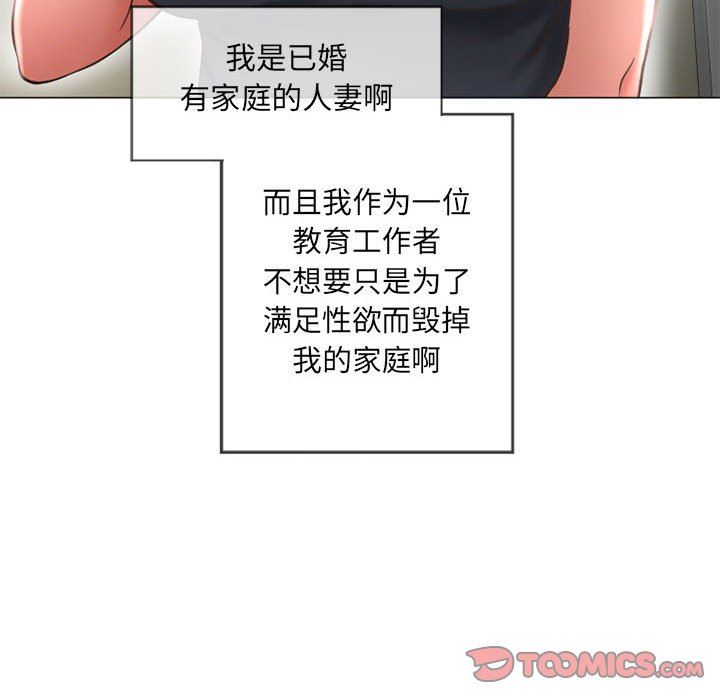 我是已婚
有家庭的人妻啊
而且我作为一位
教育工作者
不想要只是为了
满足性欲而毁掉
我的家庭啊
TOOMICS.COM